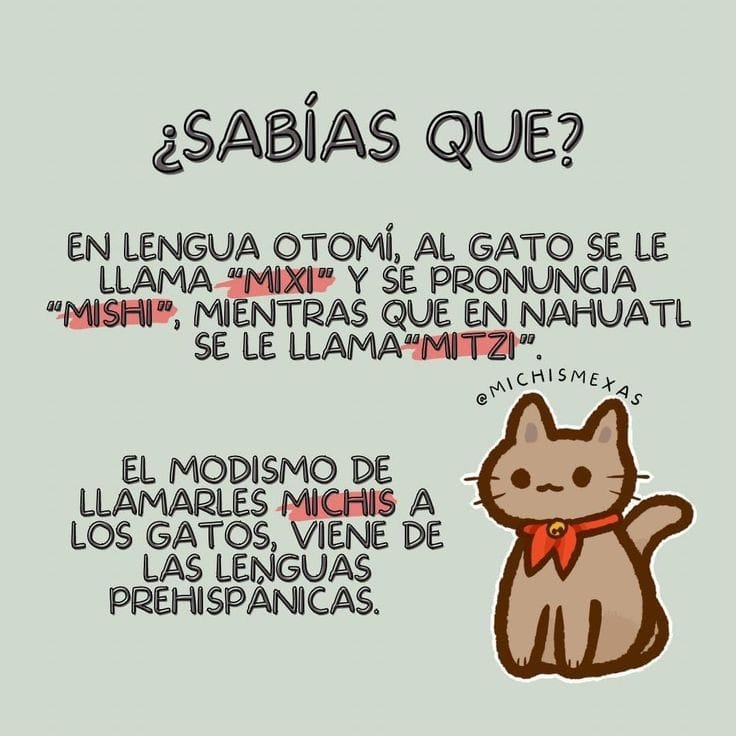 ¿SABÍAS QUE?
EN LENGUA OTOMÍ, AL GATO SE LE
LLAMA "MIXI" Y SE PRONUNCIA
"MISHI", MIENTRAS QUE EN NAHUATL
SE LE LLAMA "MITZI".
@MICHISMEXAS
EL MODISMO DE
LLAMARLES MICHIS A
LOS GATOS, VIENE DE
LAS LENGUAS
PREHISPÁNICAS.